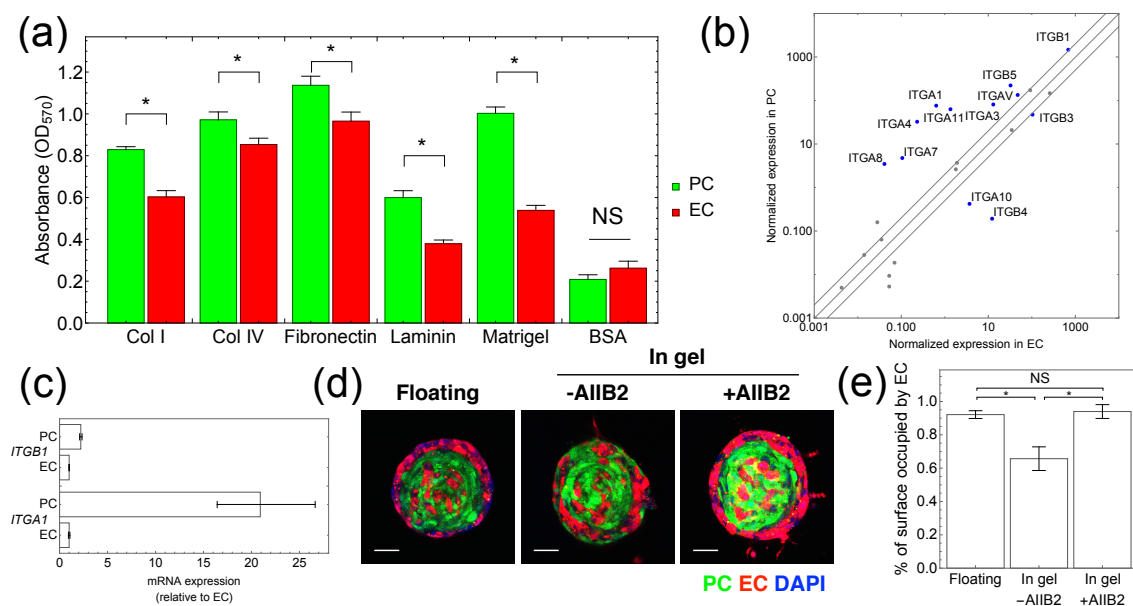 (a)
Absorbance (OD570)
1.2
1.0
0.8
0.6
0.4
0.2
0.0
*
*
*
*
*
NS
Col I
Col IV
Fibronectin
Laminin
Matrigel
BSA
PC
EC
(b)
Normalized expression in PC
1000
10
0.100
0.001
0.001
0.100
10
1000
Normalized expression in EC
ITGB1
ITGB5
ITGA1
ITGAV
ITGA4
ITGA11
ITGA3
ITGB3
ITGA8
ITGA7
ITGA10
ITGB4
(c)
PC
ITGB1
EC
PC
ITGA1
EC
0
5
10
15
20
25
mRNA expression
(relative to EC)
(d)
In gel
Floating
-AIIB2
+AIIB2
PC EC DAPI
(e)
% of surface occupied by EC
1.0
0.8
0.6
0.4
0.2
0.0
NS
*
*
Floating
In gel
−AIIB2
In gel
+AIIB2